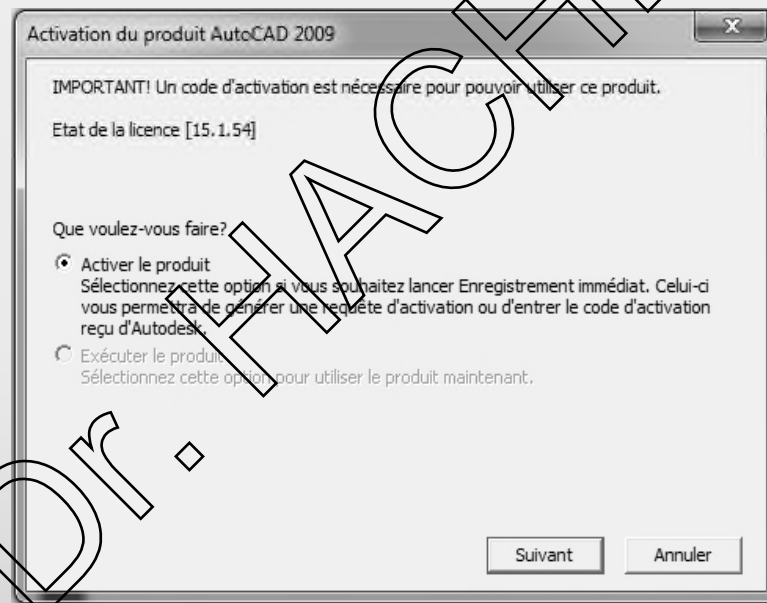 Activation du produit AutoCAD 2009
IMPORTANT! Un code d'activation est nécessaire pour pouvoir utiliser ce produit.
Etat de la licence [15.1.54]
Que voulez-vous faire?
Activer le produit
Sélectionnez cette option si vous souhaitez lancer Enregistrement immédiat. Celui-ci
vous permettra de générer une requête d'activation ou d'entrer le code d'activation
reçu d'Autodesk.
Exécuter le produit
Sélectionnez cette option pour utiliser le produit maintenant.
Suivant
Annuler
Dr. HACH